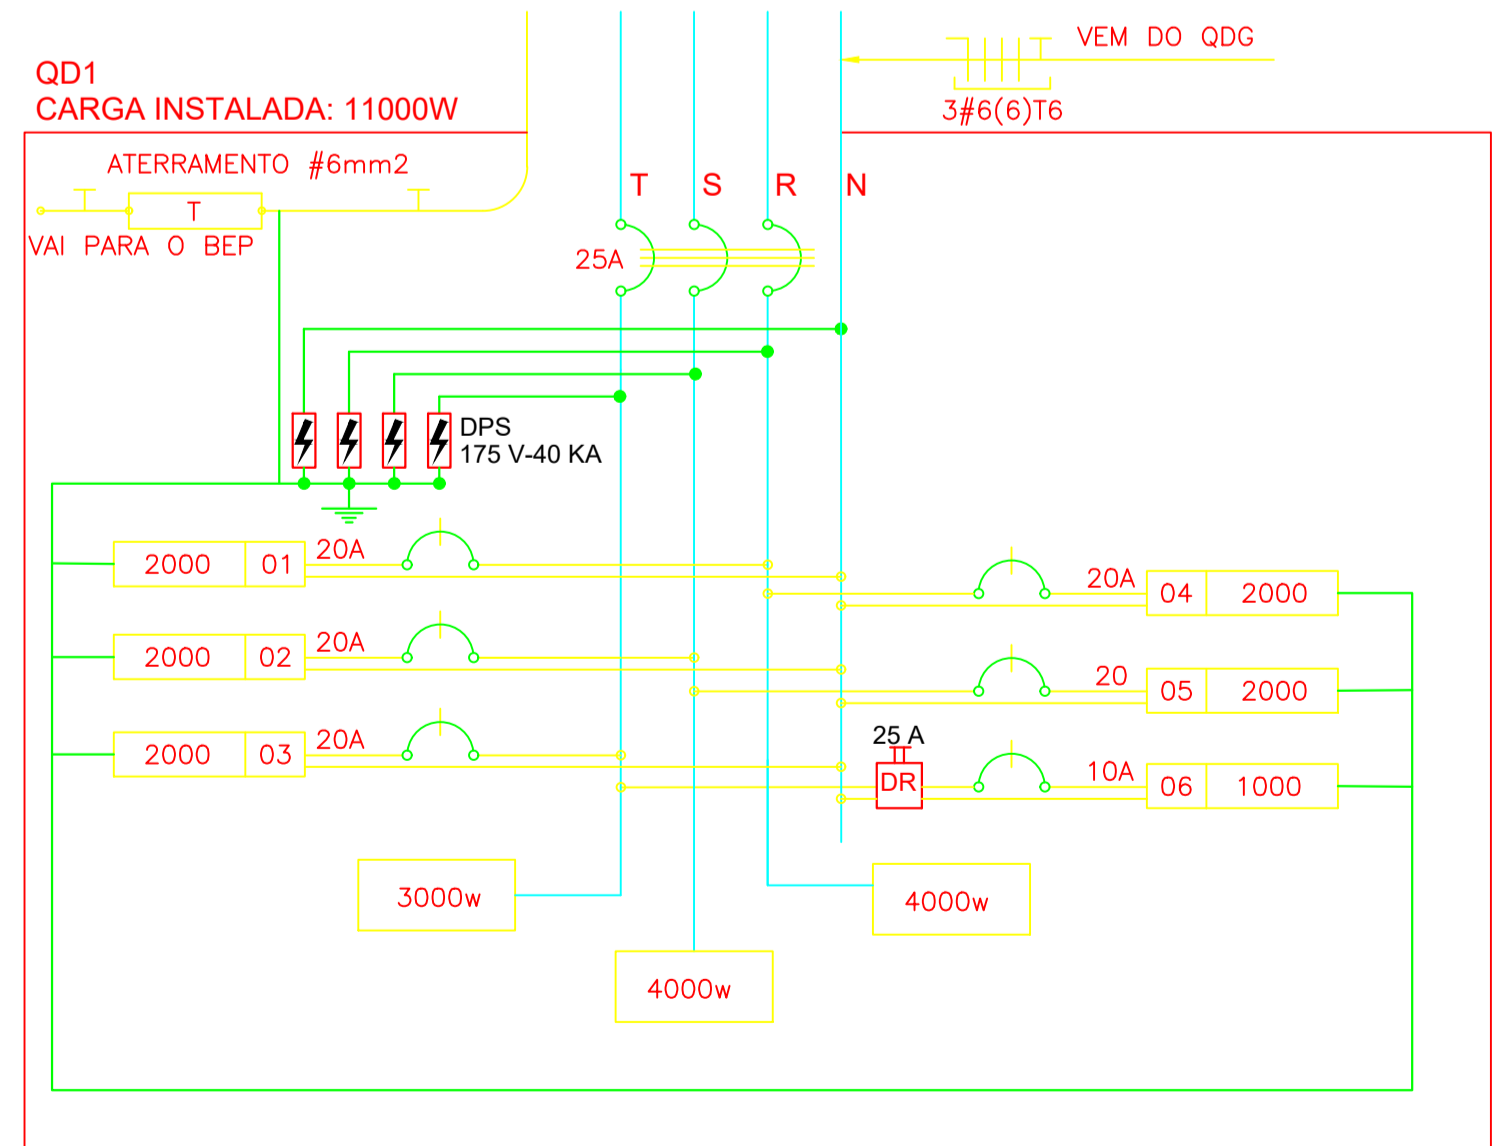 VEM DO QDG
QD1
CARGA INSTALADA: 11000W
3#6(6)T6
ATERRAMENTO #6mm2
T S R N
T
VAI PARA O BEP
25A
DPS
175 V-40 KA
2000 01 20A
20A 04 2000
2000 02 20A
20 05 2000
2000 03 20A
25 A
DR
10A 06 1000
3000w
4000w
4000w